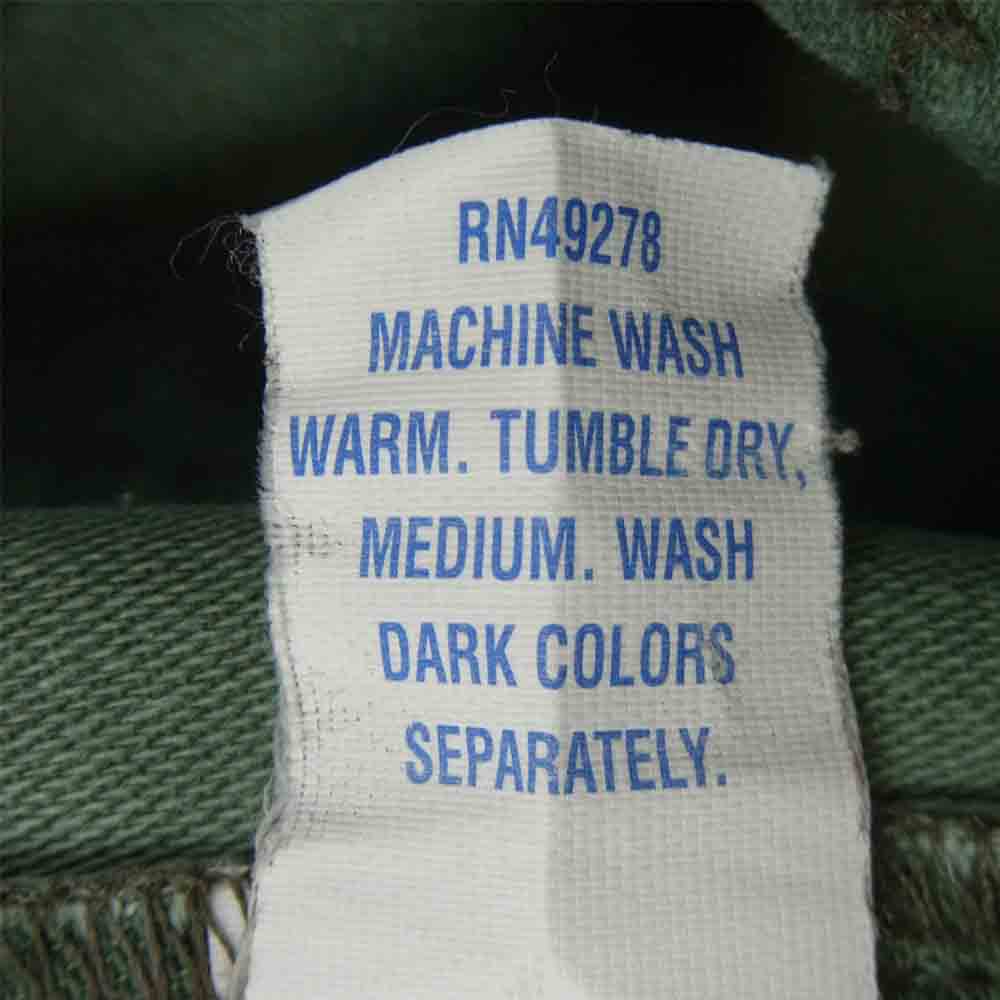 RN49278
MACHINE WASH
WARM. TUMBLE DRY,
MEDIUM. WASH
DARK COLORS
SEPARATELY.